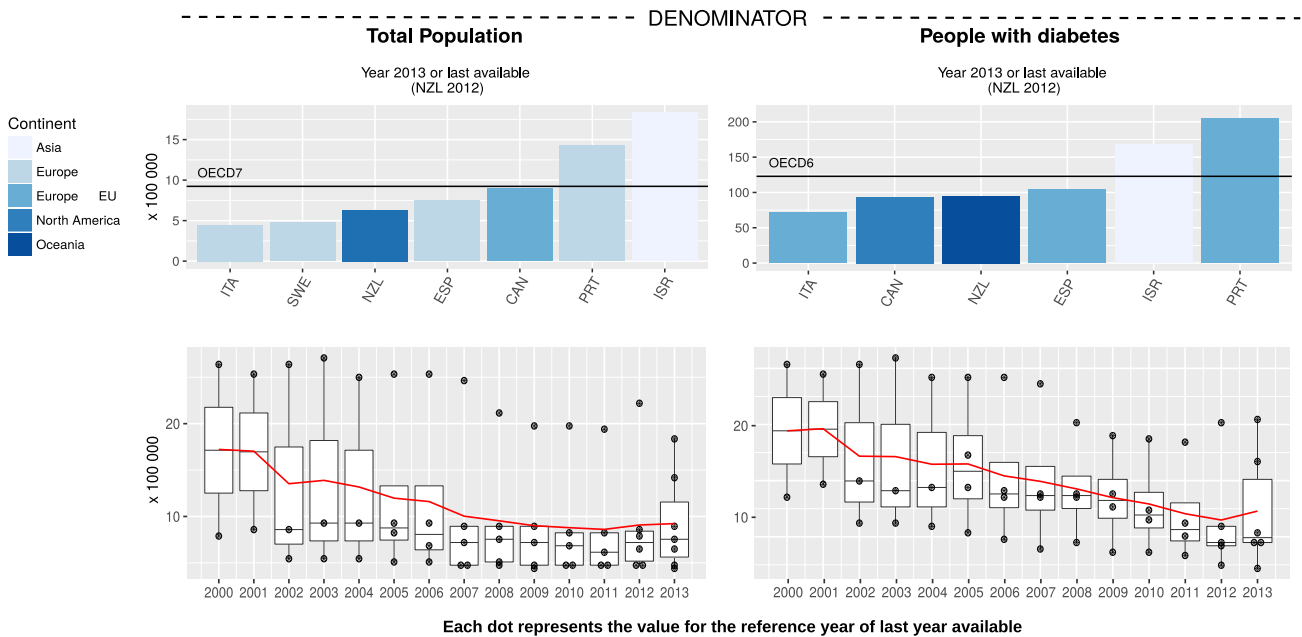 DENOMINATOR
Total Population
People with diabetes
Year 2013 or last available
(NZL 2012)
Year 2013 or last available
(NZL 2012)
Continent
Asia
Europe
Europe EU
North America
Oceania
x 100 000
15
10
5
0
OECD7
ITA
SWE
NZL
ESP
CAN
PRT
ISR
200
150
100
50
0
OECD6
ITA
CAN
NZL
ESP
ISR
PRT
x 100 000
20
10
2000 2001 2002 2003 2004 2005 2006 2007 2008 2009 2010 2011 2012 2013
20
10
2000 2001 2002 2003 2004 2005 2006 2007 2008 2009 2010 2011 2012 2013
Each dot represents the value for the reference year of last year available